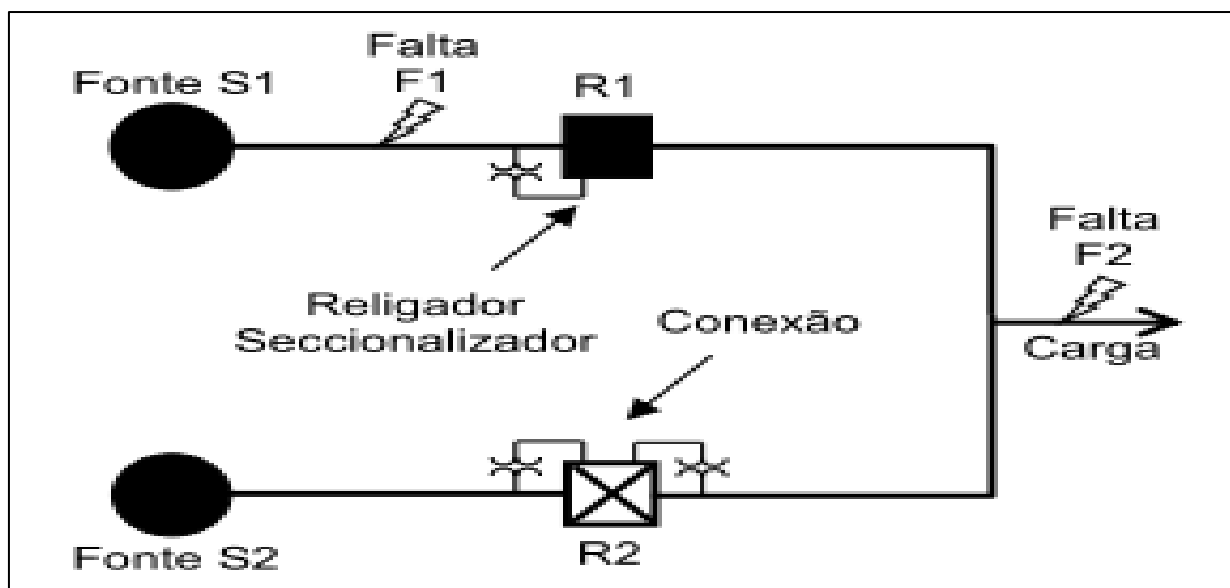 Falta
F1
Fonte S1
R1
Religador
Seccionalizador
Conexão
Falta
F2
Carga
Fonte S2
R2